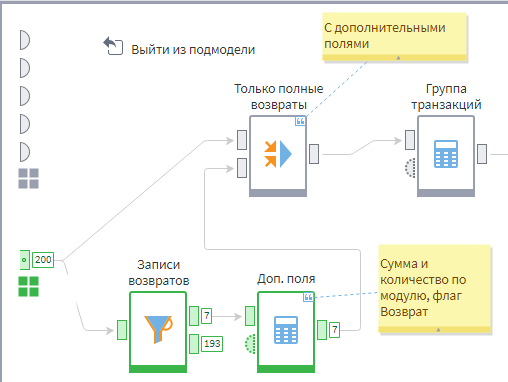 С дополнительными
полями
Выйти из подмодели
Только полные
возвраты
Группа
транзакций
200
Записи
возвратов
Доп. поля
Сумма и
количество по
модулю, флаг
Возврат
7
193
7